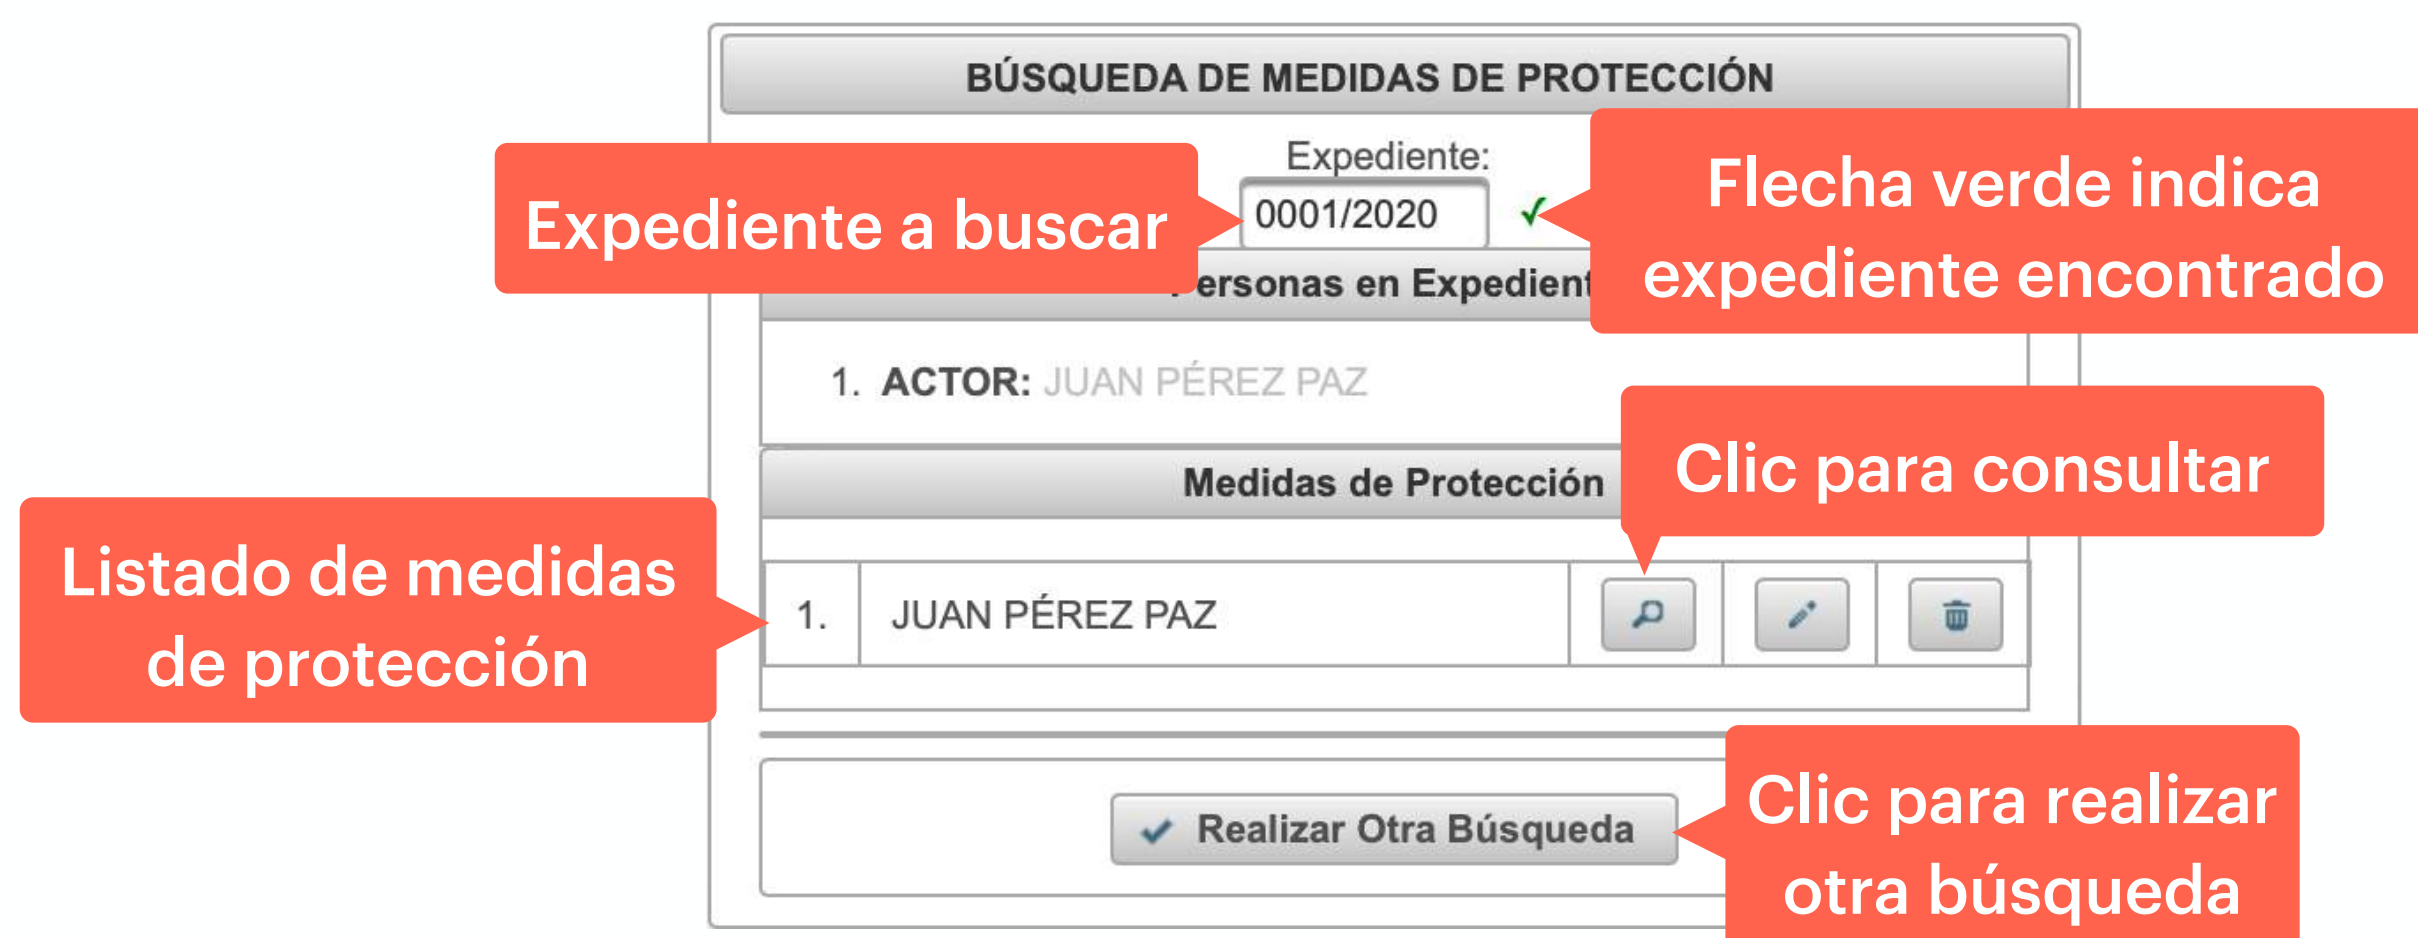 BÚSQUEDA DE MEDIDAS DE PROTECCIÓN
Expediente:
Expediente a buscar
0001/2020
Flecha verde indica
expediente encontrado
Personas en Expedient
1. ACTOR: JUAN PÉREZ PAZ
Clic para consultar
Medidas de Protección
Listado de medidas
de protección
1. JUAN PÉREZ PAZ
Realizar Otra Búsqueda
Clic para realizar
otra búsqueda